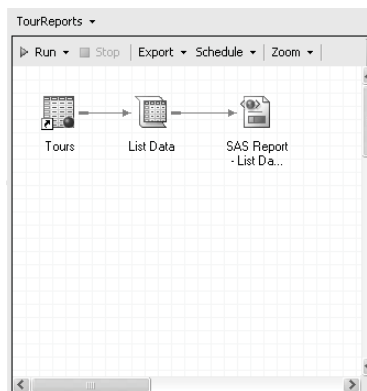 TourReports
Run Stop Export Schedule Zoom
Tours List Data SAS Report
- List Da...